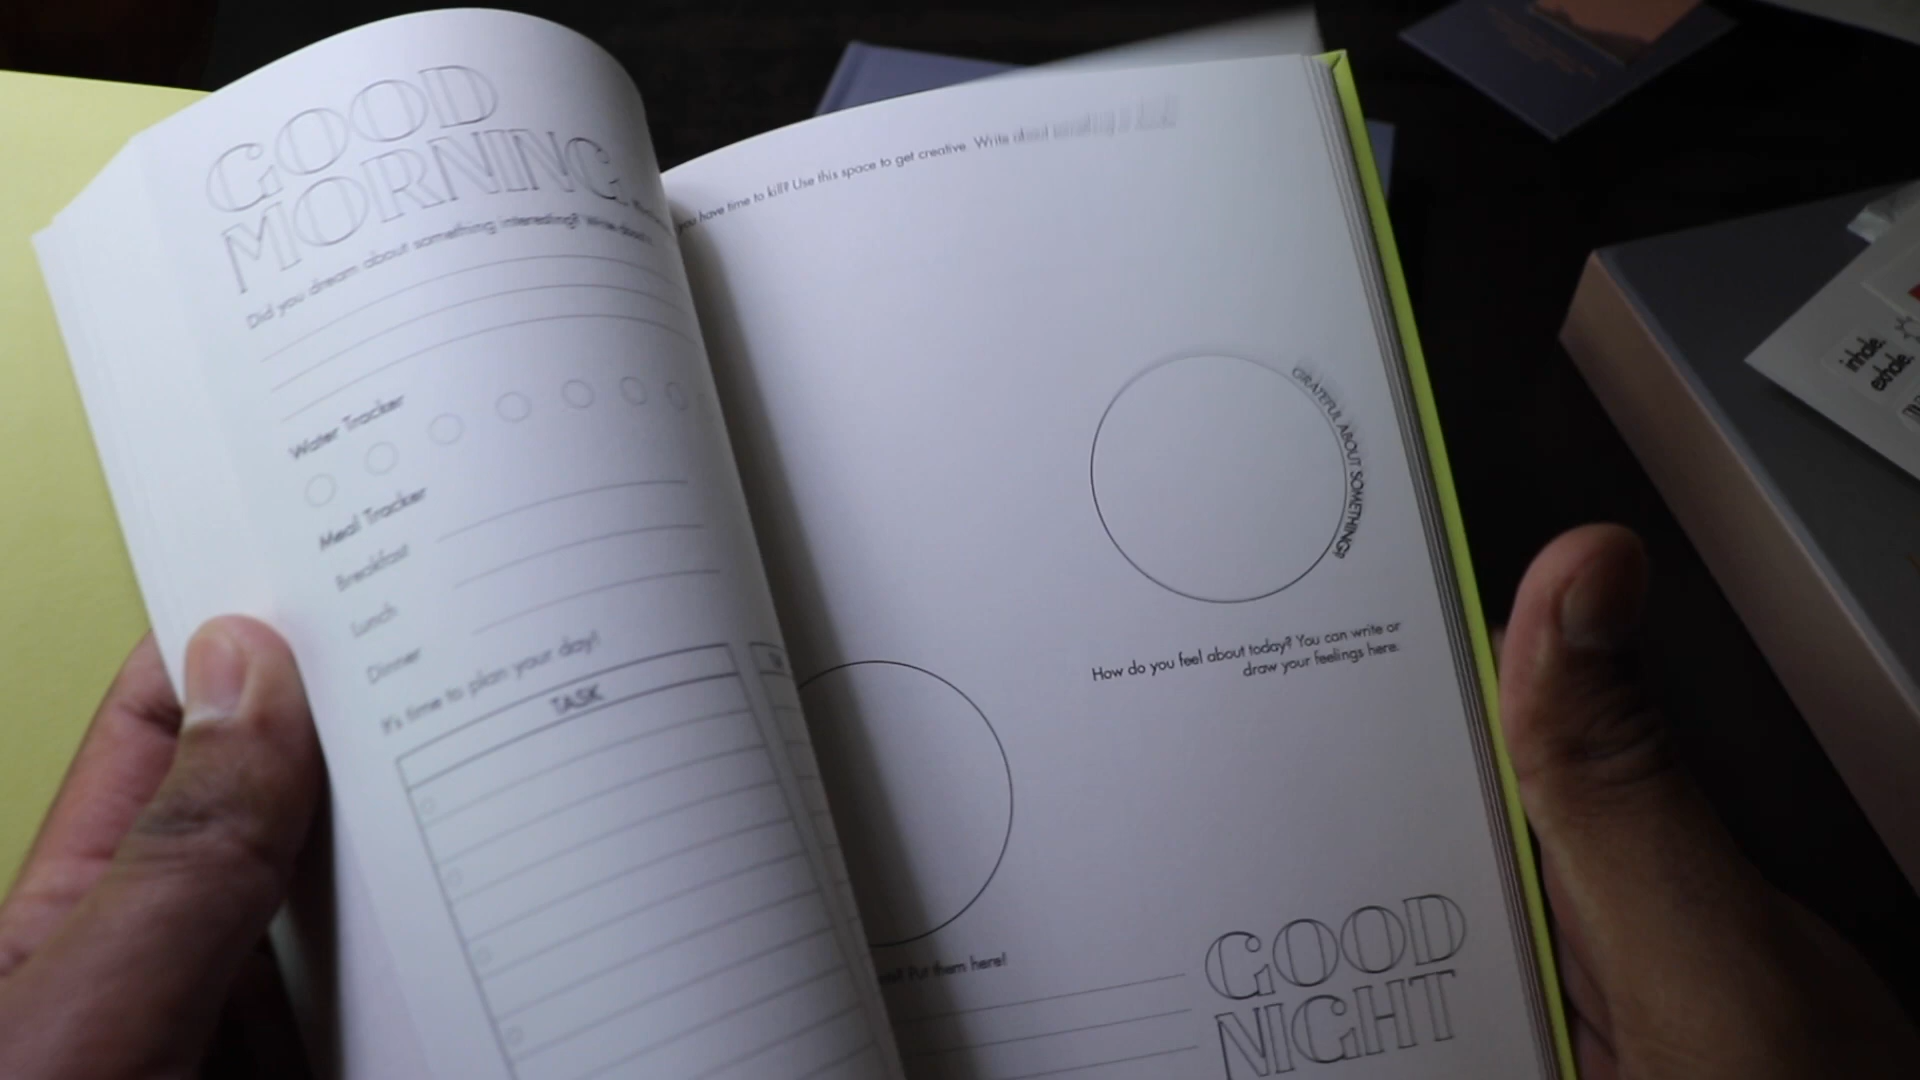 GOOD
MORNING
Did you dream about something interesting? Write about it.
Water Tracker
Meal Tracker
Breakfast
Lunch
Dinner
It's time to plan your day!
TASK
you have time to kill? Use this space to get creative. Write about
GRATEFUL ABOUT SOMETHING?
How do you feel about today? You can write or
draw your feelings here.
Put them here!
GOOD
NIGHT
inhale.
exhale.